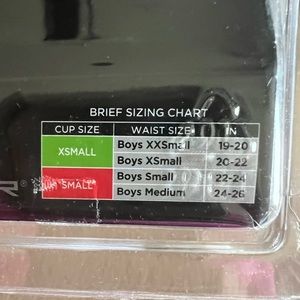 BRIEF SIZING CHART
CUP SIZE WAIST SIZE IN
XSMALL Boys XXSmall 19-20
Boys XSmall 20-22
SMALL Boys Small 22-24
Boys Medium 24-26